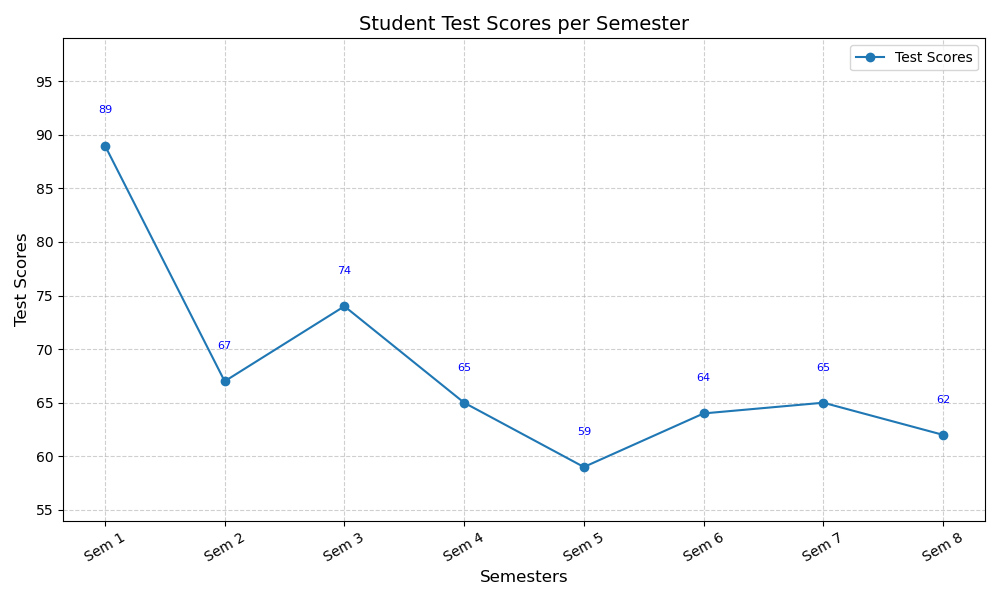 Student Test Scores per Semester
Test Scores
95
90
85
80
75
70
65
60
55
Test Scores
89
67
74
65
59
64
65
62
Sem 1
Sem 2
Sem 3
Sem 4
Sem 5
Sem 6
Sem 7
Sem 8
Semesters